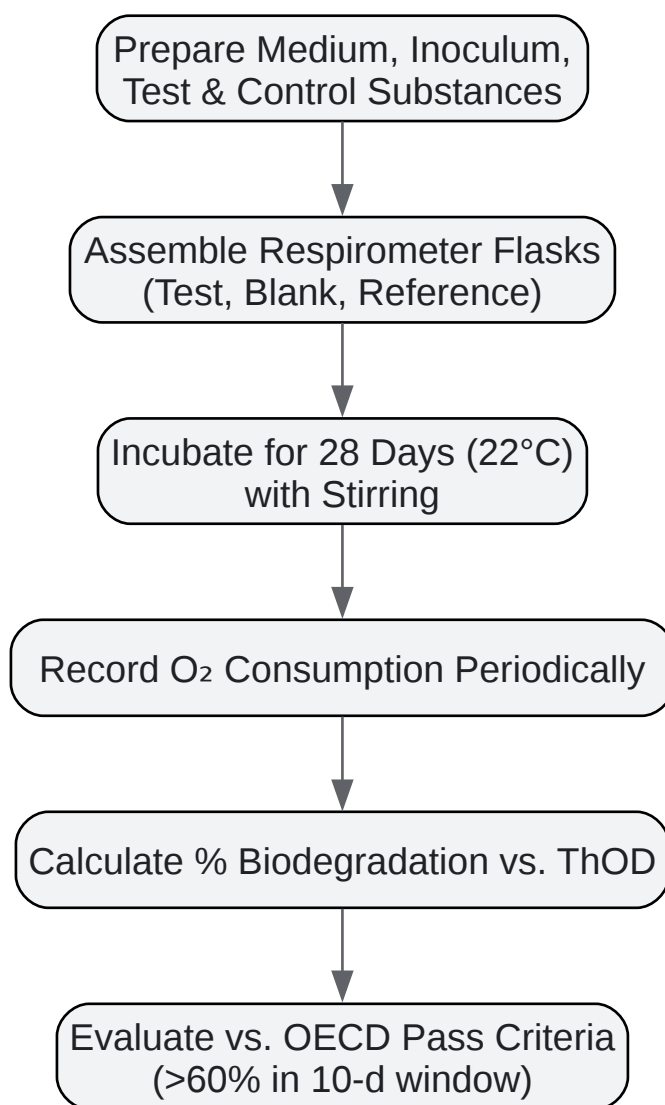 Prepare Medium, Inoculum,
Test & Control Substances
Assemble Respirometer Flasks
(Test, Blank, Reference)
Incubate for 28 Days (22°C)
with Stirring
Record O₂ Consumption Periodically
Calculate % Biodegradation vs. ThOD
Evaluate vs. OECD Pass Criteria
(>60% in 10-d window)